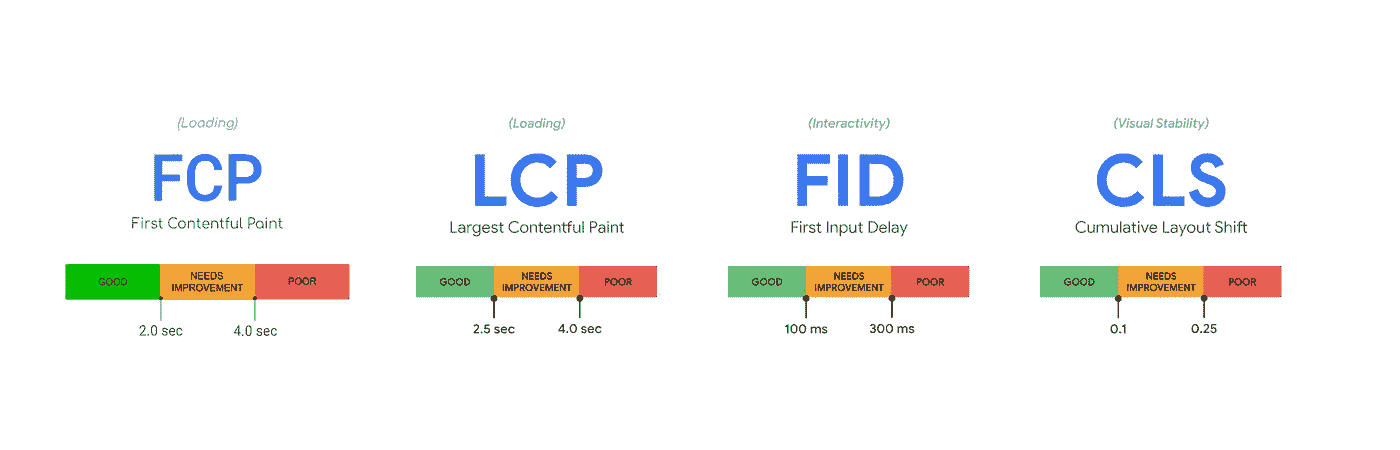 (Loading)
FCP
First Contentful Paint
GOOD
NEEDS
IMPROVEMENT
POOR
2.0 sec
4.0 sec
(Loading)
LCP
Largest Contentful Paint
GOOD
NEEDS
IMPROVEMENT
POOR
2.5 sec
4.0 sec
(Interactivity)
FID
First Input Delay
GOOD
NEEDS
IMPROVEMENT
POOR
100 ms
300 ms
(Visual Stability)
CLS
Cumulative Layout Shift
GOOD
NEEDS
IMPROVEMENT
POOR
0.1
0.25